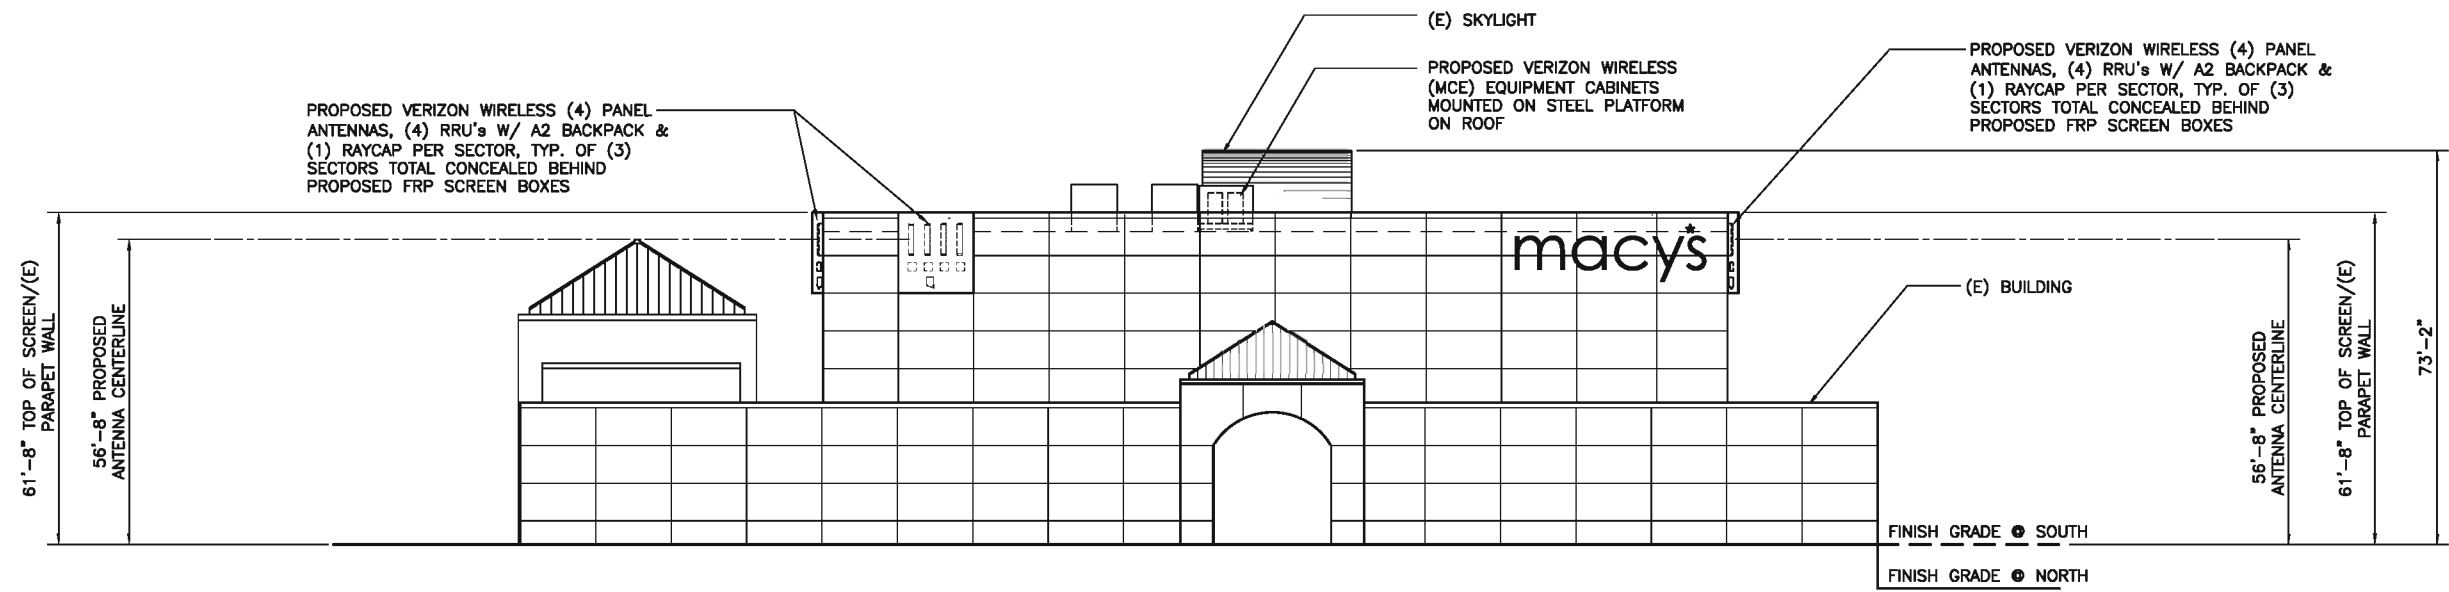 (E) SKYLIGHT
PROPOSED VERIZON WIRELESS
(MCE) EQUIPMENT CABINETS
MOUNTED ON STEEL PLATFORM
ON ROOF
PROPOSED VERIZON WIRELESS (4) PANEL
ANTENNAS, (4) RRU's W/ A2 BACKPACK &
(1) RAYCAP PER SECTOR, TYP. OF (3)
SECTORS TOTAL CONCEALED BEHIND
PROPOSED FRP SCREEN BOXES
PROPOSED VERIZON WIRELESS (4) PANEL
ANTENNAS, (4) RRU's W/ A2 BACKPACK &
(1) RAYCAP PER SECTOR, TYP. OF (3)
SECTORS TOTAL CONCEALED BEHIND
PROPOSED FRP SCREEN BOXES
macy's
(E) BUILDING
61'-8" TOP OF SCREEN/(E)
PARAPET WALL
56'-8" PROPOSED
ANTENNA CENTERLINE
56'-8" PROPOSED
ANTENNA CENTERLINE
61'-8" TOP OF SCREEN/(E)
PARAPET WALL
73'-2"
FINISH GRADE @ SOUTH
FINISH GRADE @ NORTH